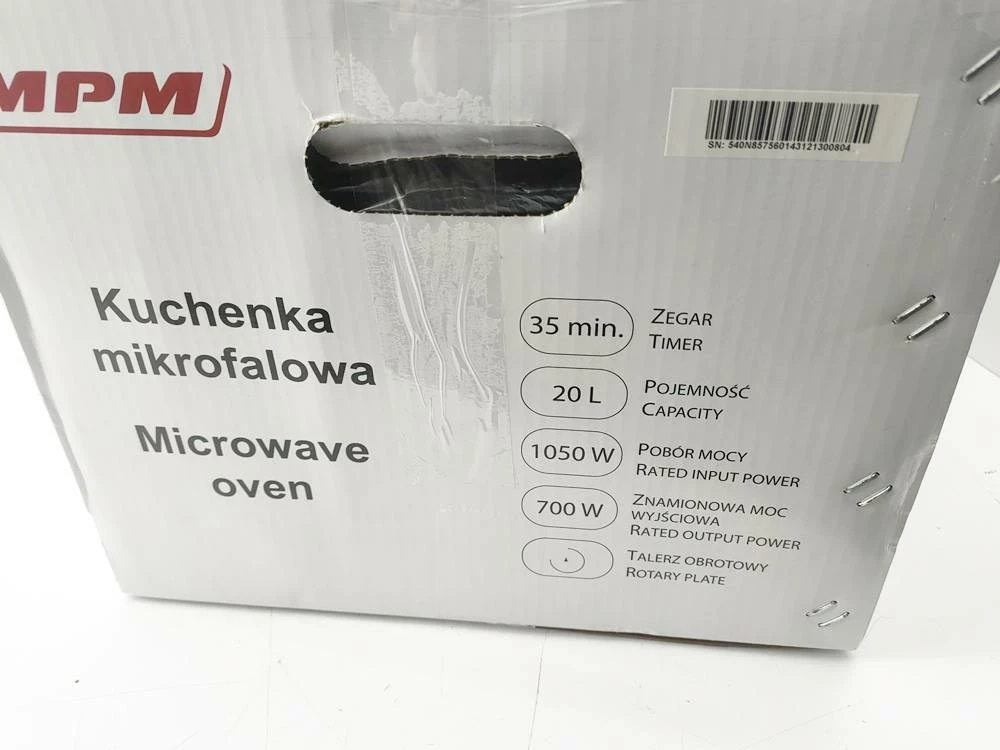 MPM
SN: 540N857560143121300804
Kuchenka
mikrofalowa
Microwave
oven
35 min.
ZEGAR
TIMER
20 L
POJEMNOŚĆ
CAPACITY
1050 W
POBÓR MOCY
RATED INPUT POWER
700 W
ZNAMIONOWA MOC
WYJŚCIOWA
RATED OUTPUT POWER
TALERZ OBROTOWY
ROTARY PLATE